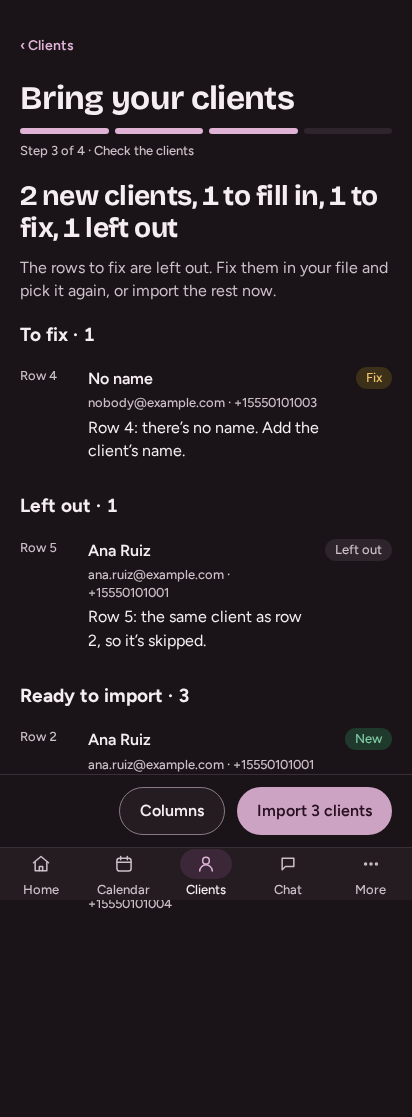 ‹ Clients
Bring your clients
Step 3 of 4 · Check the clients
2 new clients, 1 to fill in, 1 to
fix, 1 left out
The rows to fix are left out. Fix them in your file and
pick it again, or import the rest now.
To fix · 1
Row 4
No name
Fix
nobody@example.com · +15550101003
Row 4: there’s no name. Add the
client’s name.
Left out · 1
Row 5
Ana Ruiz
Left out
ana.ruiz@example.com ·
+15550101001
Row 5: the same client as row
2, so it’s skipped.
Ready to import · 3
Row 2
Ana Ruiz
New
ana.ruiz@example.com · +15550101001
Columns
Import 3 clients
Home
Calendar
Clients
Chat
More
+15550101004